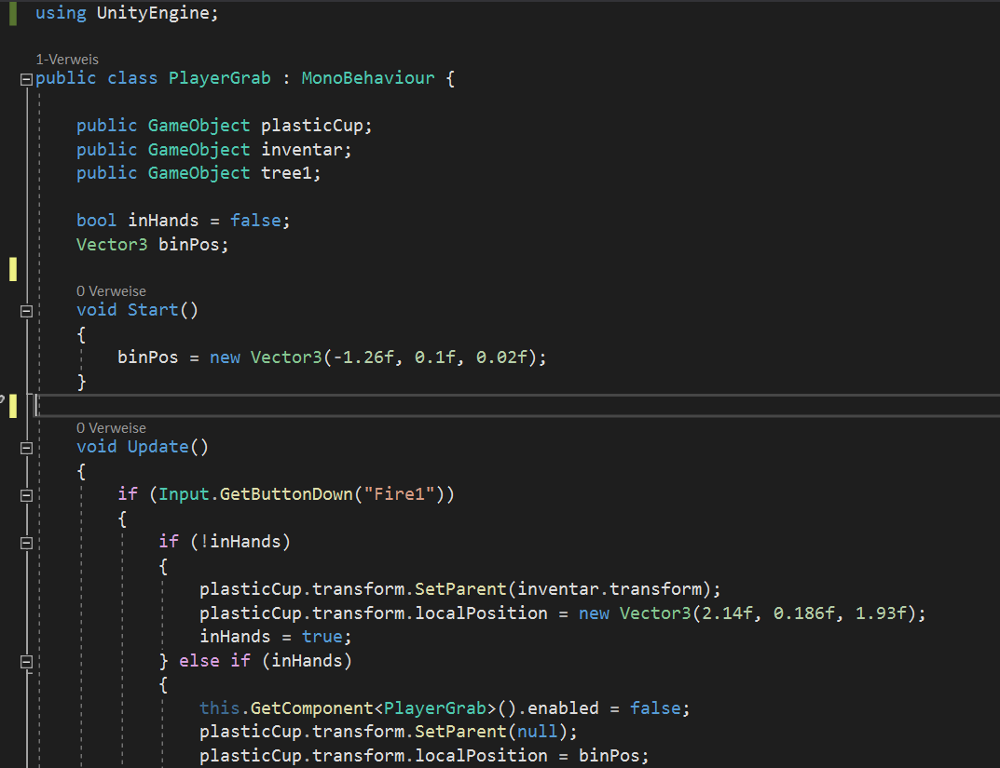 using UnityEngine;
1-Verweis
public class PlayerGrab : MonoBehaviour {
public GameObject plasticCup;
public GameObject inventar;
public GameObject tree1;
bool inHands = false;
Vector3 binPos;
0 Verweise
void Start()
{
binPos = new Vector3(-1.26f, 0.1f, 0.02f);
}
0 Verweise
void Update()
{
if (Input.GetButtonDown("Fire1"))
{
if (!inHands)
{
plasticCup.transform.SetParent(inventar.transform);
plasticCup.transform.localPosition = new Vector3(2.14f, 0.186f, 1.93f);
inHands = true;
} else if (inHands)
{
this.GetComponent<PlayerGrab>().enabled = false;
plasticCup.transform.SetParent(null);
plasticCup.transform.localPosition = binPos;